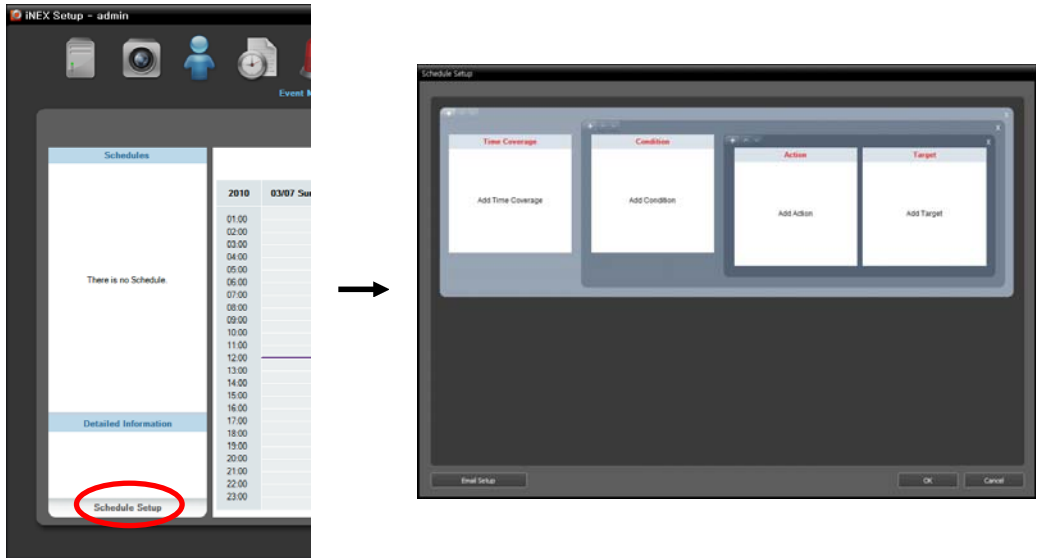 iNEX Setup - admin
Event M
Schedules
There is no Schedule.
Detailed Information
Schedule Setup
2010 03/07 Sun
01:00
02:00
03:00
04:00
05:00
06:00
07:00
08:00
09:00
10:00
11:00
12:00
13:00
14:00
15:00
16:00
17:00
18:00
19:00
20:00
21:00
22:00
23:00
Schedule Setup
x
x
x
Time Coverage
Add Time Coverage
Condition
Add Condition
Action
Add Action
Target
Add Target
Email Setup
OK
Cancel